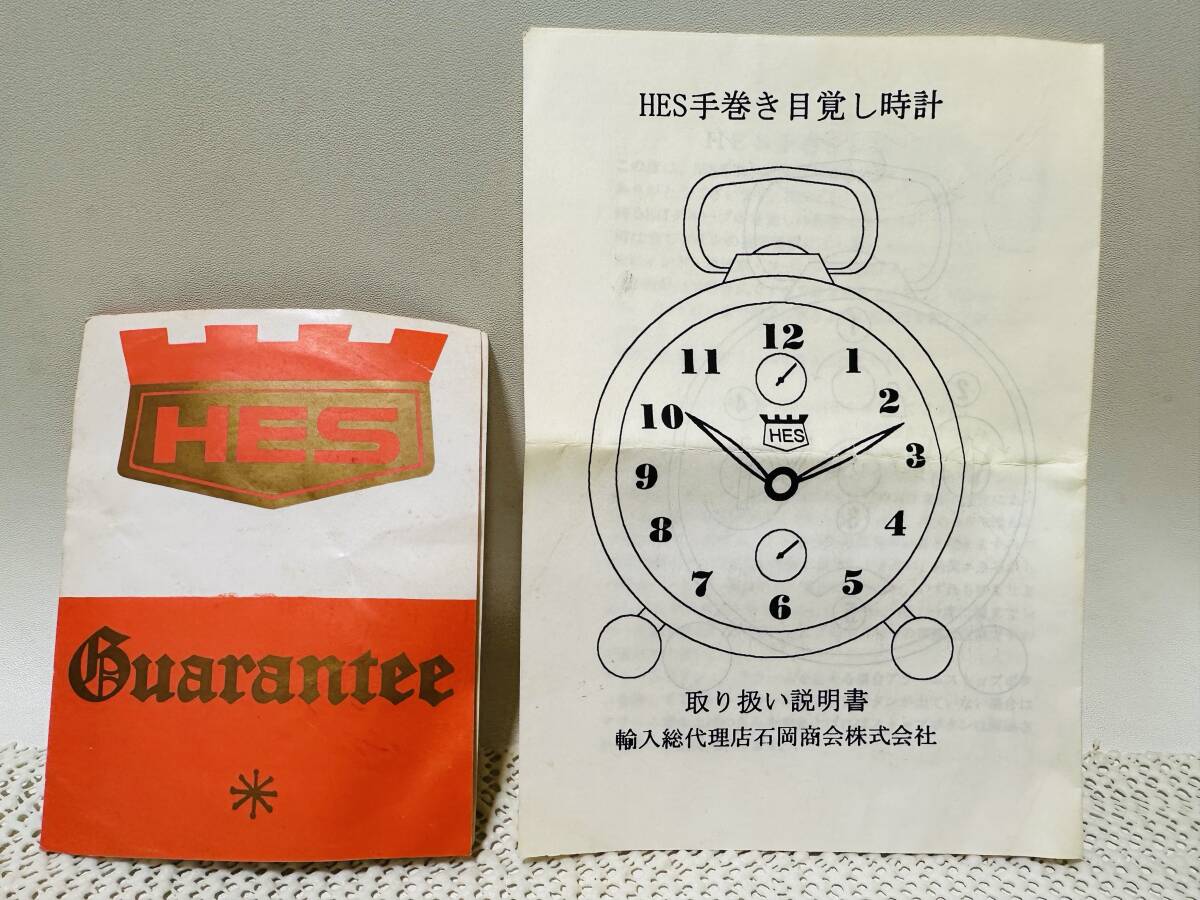 HES
Guarantee
HES手巻き目覚し時計
12
11
1
10
2
HES
9
3
8
4
7
5
6
取り扱い説明書
輸入総代理店石岡商会株式会社